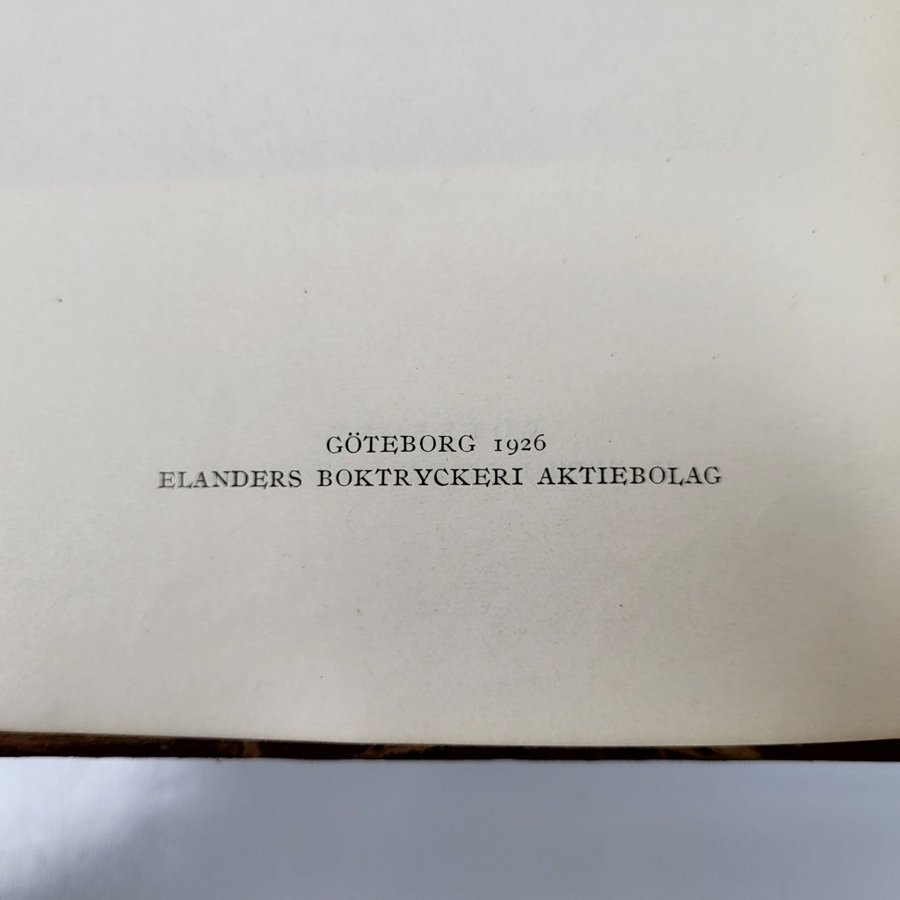 GÖTEBORG 1926
ELANDERS BOKTRYCKERI AKTIEBOLAG